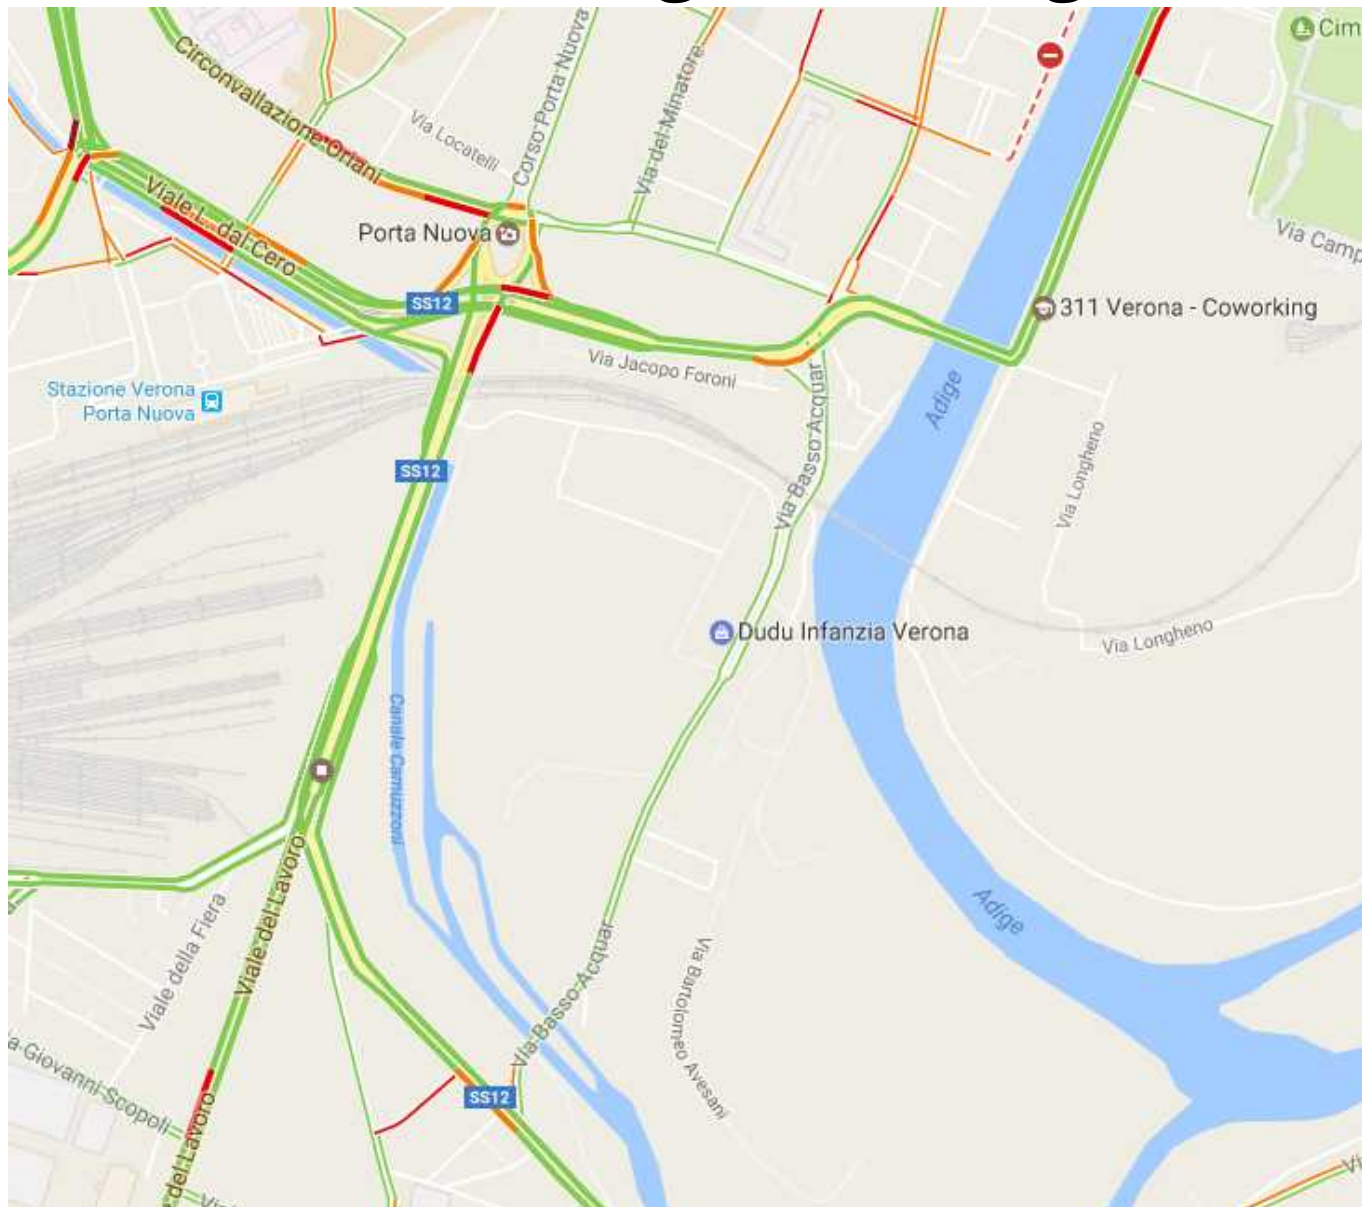 Cim
Circonvallazione Oriani
Via Locatelli
Corso Porta Nuova
Via del Minatore
Viale L. dal Cero
Porta Nuova
Via Camp
SS12
311 Verona - Coworking
Via Jacopo Foroni
Stazione Verona
Porta Nuova
Adige
Via Basso Acquar
Via Longheno
SS12
Dudu Infanzia Verona
Via Longheno
Canale Camuzzoni
Viale del Lavoro
Viale della Fiera
Adige
Via Basso Acquar
Via Bartolomeo Avesani
a Giovanni Scopoli
SS12
del Lavoro